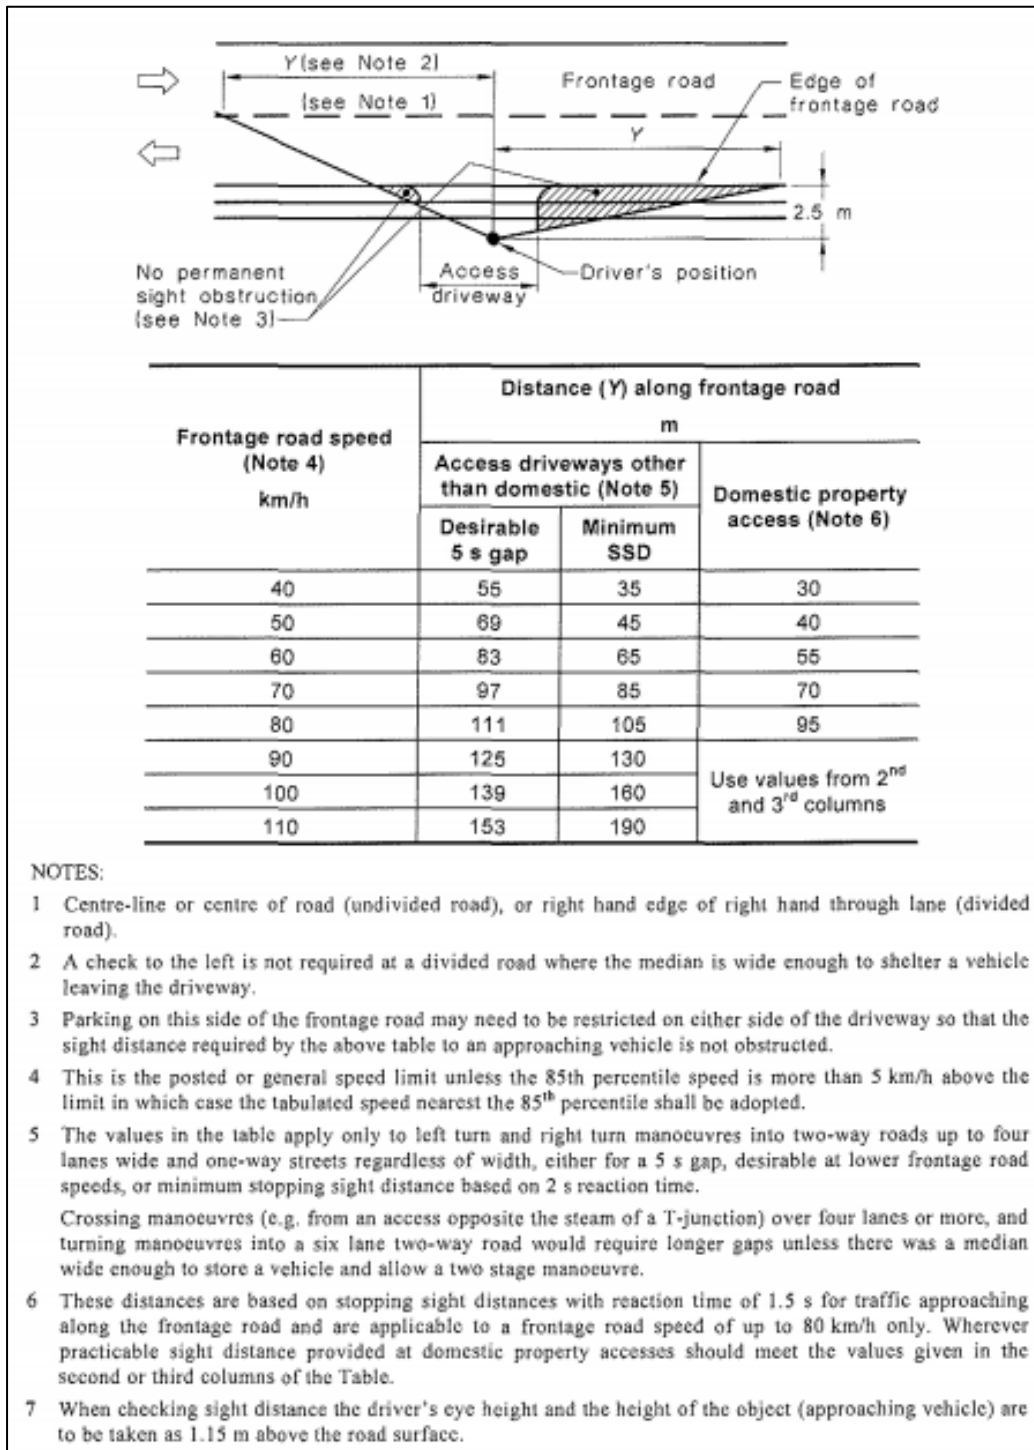 Y (see Note 2)
Frontage road
Edge of
frontage road
(see Note 1)
Y
2.5 m
No permanent
sight obstruction
(see Note 3)
Access
driveway
Driver's position
Frontage road speed
(Note 4)
km/h
Distance (Y) along frontage road
m
Access driveways other
than domestic (Note 5)
Domestic property
access (Note 6)
Desirable
5 s gap
Minimum
SSD
40 55 35 30
50 69 45 40
60 83 65 55
70 97 85 70
80 111 105 95
90 125 130
100 139 160
110 153 190
Use values from 2nd
and 3rd columns
NOTES:
1 Centre-line or centre of road (undivided road), or right hand edge of right hand through lane (divided
road).
2 A check to the left is not required at a divided road where the median is wide enough to shelter a vehicle
leaving the driveway.
3 Parking on this side of the frontage road may need to be restricted on either side of the driveway so that the
sight distance required by the above table to an approaching vehicle is not obstructed.
4 This is the posted or general speed limit unless the 85th percentile speed is more than 5 km/h above the
limit in which case the tabulated speed nearest the 85th percentile shall be adopted.
5 The values in the table apply only to left turn and right turn manoeuvres into two-way roads up to four
lanes wide and one-way streets regardless of width, either for a 5 s gap, desirable at lower frontage road
speeds, or minimum stopping sight distance based on 2 s reaction time.
Crossing manoeuvres (e.g. from an access opposite the steam of a T-junction) over four lanes or more, and
turning manoeuvres into a six lane two-way road would require longer gaps unless there was a median
wide enough to store a vehicle and allow a two stage manoeuvre.
6 These distances are based on stopping sight distances with reaction time of 1.5 s for traffic approaching
along the frontage road and are applicable to a frontage road speed of up to 80 km/h only. Wherever
practicable sight distance provided at domestic property accesses should meet the values given in the
second or third columns of the Table.
7 When checking sight distance the driver's eye height and the height of the object (approaching vehicle) are
to be taken as 1.15 m above the road surface.